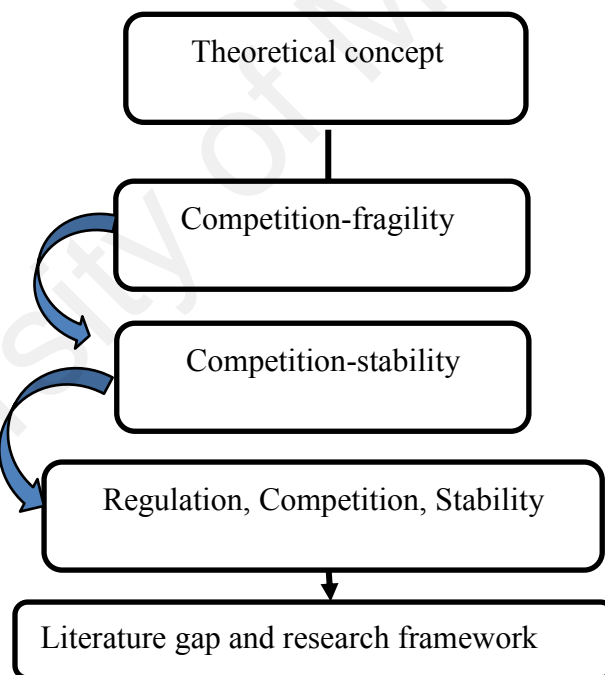 Theoretical concept
Competition-fragility
Competition-stability
Regulation, Competition, Stability
Literature gap and research framework